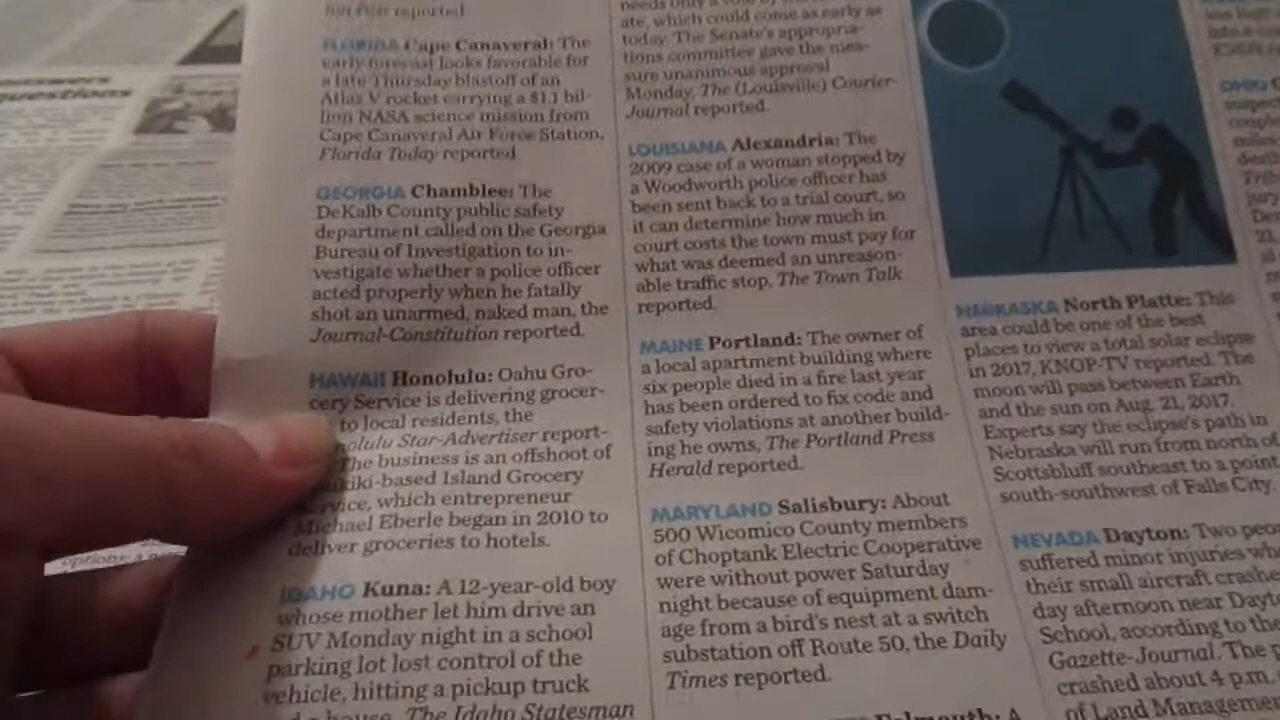 FLORIDA Cape Canaveral: The
early forecast looks favorable for
a late Thursday blastoff of an
Atlas V rocket carrying a $1.1 bil-
lion NASA science mission from
Cape Canaveral Air Force Station,
Florida Today reported
GEORGIA Chamblee: The
DeKalb County public safety
department called on the Georgia
Bureau of Investigation to in-
vestigate whether a police officer
acted properly when he fatally
shot an unarmed, naked man, the
Journal-Constitution reported.
HAWAII Honolulu: Oahu Gro-
cery Service is delivering grocer-
to local residents, the
nolulu Star-Advertiser report-
The business is an offshoot of
kiki-based Island Grocery
Service, which entrepreneur
Michael Eberle began in 2010 to
deliver groceries to hotels.
IDAHO Kuna: A 12-year-old boy
whose mother let him drive an
SUV Monday night in a school
parking lot lost control of the
vehicle, hitting a pickup truck
house. The Idaho Statesman
needs only a vote by
ate, which could come as early as
today. The Senate's appropria-
tions committee gave the mea-
sure unanimous approval
Monday, The (Louisville) Courier-
Journal reported.
LOUISIANA Alexandria: The
2009 case of a woman stopped by
a Woodworth police officer has
been sent back to a trial court, so
it can determine how much in
court costs the town must pay for
what was deemed an unreason-
able traffic stop, The Town Talk
reported.
MAINE Portland: The owner of
a local apartment building where
six people died in a fire last year
has been ordered to fix code and
safety violations at another build-
ing he owns, The Portland Press
Herald reported.
MARYLAND Salisbury: About
500 Wicomico County members
of Choptank Electric Cooperative
were without power Saturday
night because of equipment dam-
age from a bird's nest at a switch
substation off Route 50, the Daily
Times reported.
Falmouth: A
NEBRASKA North Platte: This
area could be one of the best
places to view a total solar eclipse
in 2017, KNOP-TV reported. The
moon will pass between Earth
and the sun on Aug. 21, 2017.
Experts say the eclipse's path in
Nebraska will run from north of
Scottsbluff southeast to a point
south-southwest of Falls City.
NEVADA Dayton: Two peo
suffered minor injuries wh
their small aircraft crashe
day afternoon near Dayt
School, according to the
Gazette-Journal. The p
crashed about 4 p.m.
of Land Managemen
OHIO